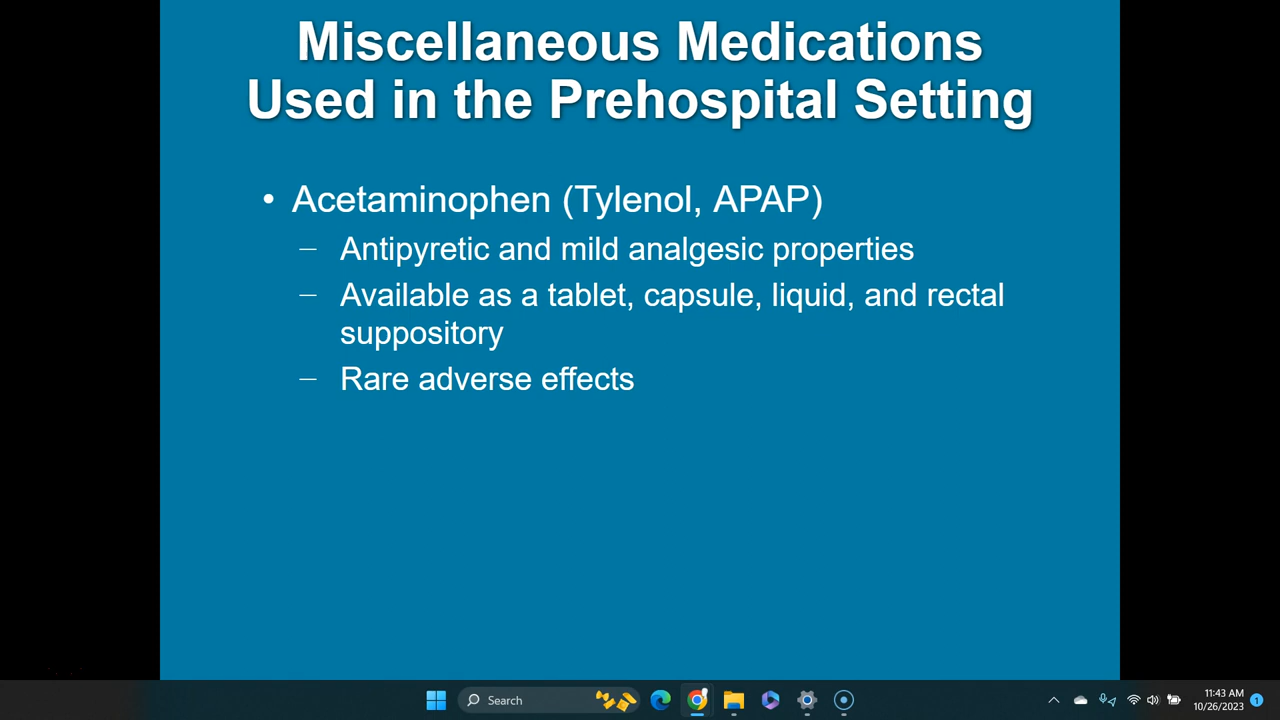 Miscellaneous Medications
Used in the Prehospital Setting
• Acetaminophen (Tylenol, APAP)
– Antipyretic and mild analgesic properties
– Available as a tablet, capsule, liquid, and rectal
suppository
– Rare adverse effects
Search
11:43 AM
10/26/2023
1